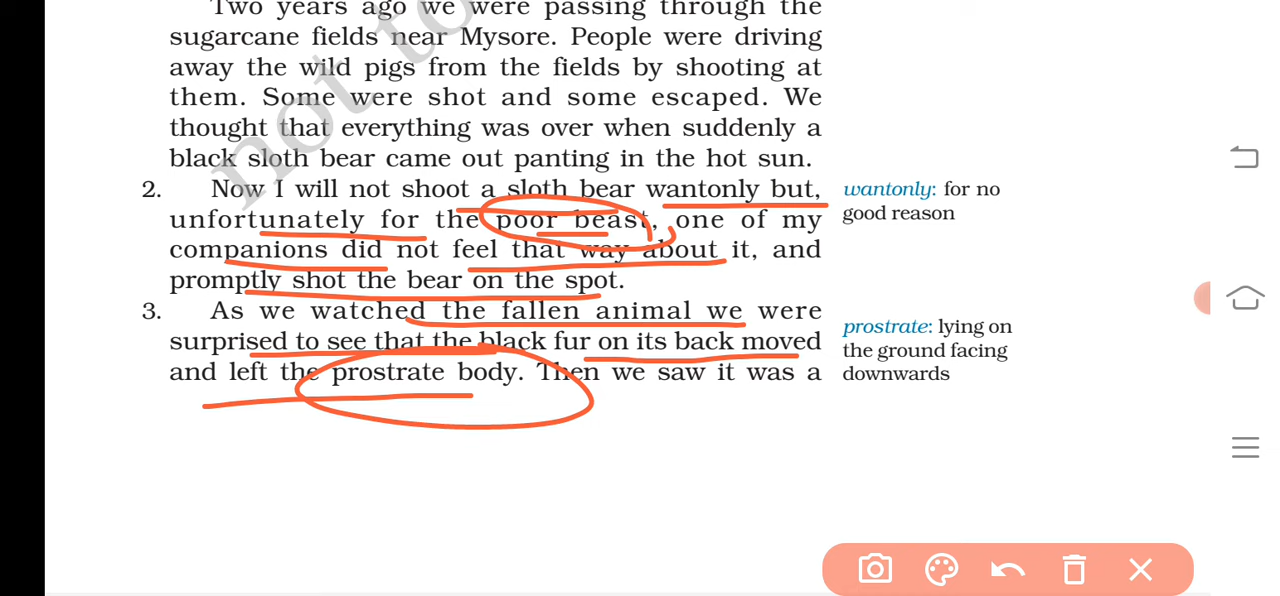 Two years ago we were passing through the
sugarcane fields near Mysore. People were driving
away the wild pigs from the fields by shooting at
them. Some were shot and some escaped. We
thought that everything was over when suddenly a
black sloth bear came out panting in the hot sun.
2. Now I will not shoot a sloth bear wantonly but,
unfortunately for the poor beast, one of my
companions did not feel that way about it, and
promptly shot the bear on the spot.
3. As we watched the fallen animal we were
surprised to see that the black fur on its back moved
and left the prostrate body. Then we saw it was a
wantonly: for no
good reason
prostrate: lying on
the ground facing
downwards
not to